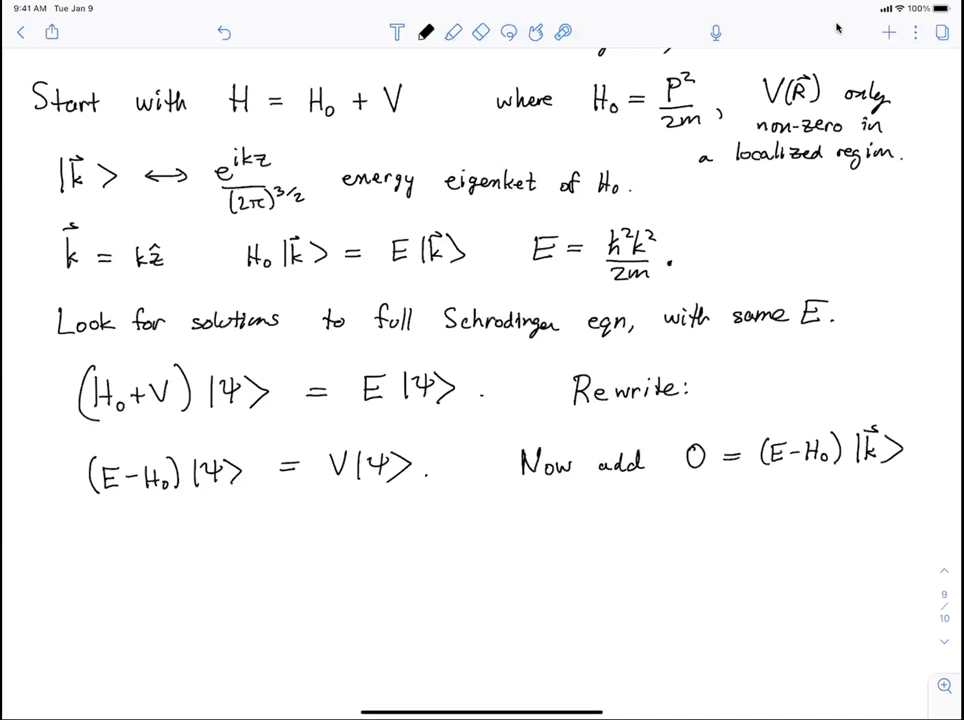 9:41 AM Tue Jan 9
100%
Start with H = H₀ + V where H₀ = P²/2m, V(R⃗) only
non-zero in
a localized region.
|k⃗> ↔ e^{ikz}/(2π)^{3/2} energy eigenket of H₀.
k⃗ = kẑ H₀|k⃗> = E|k⃗> E = ℏ²k²/2m.
Look for solutions to full Schrodinger eqn, with same E.
(H₀+V)|Ψ> = E|Ψ>. Rewrite:
(E-H₀)|Ψ> = V|Ψ>. Now add 0 = (E-H₀)|k⃗>
9
/
10